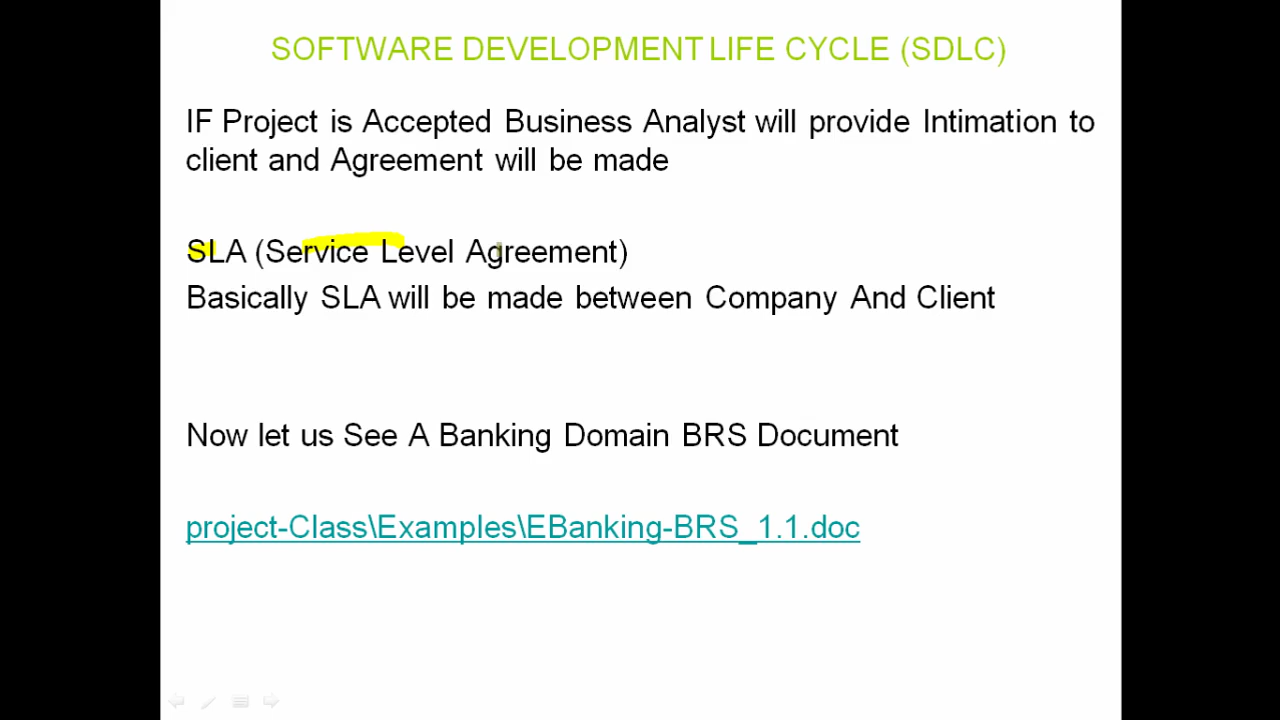 SOFTWARE DEVELOPMENT LIFE CYCLE (SDLC)
IF Project is Accepted Business Analyst will provide Intimation to
client and Agreement will be made
SLA (Service Level Agreement)
Basically SLA will be made between Company And Client
Now let us See A Banking Domain BRS Document
project-Class\Examples\EBanking-BRS_1.1.doc